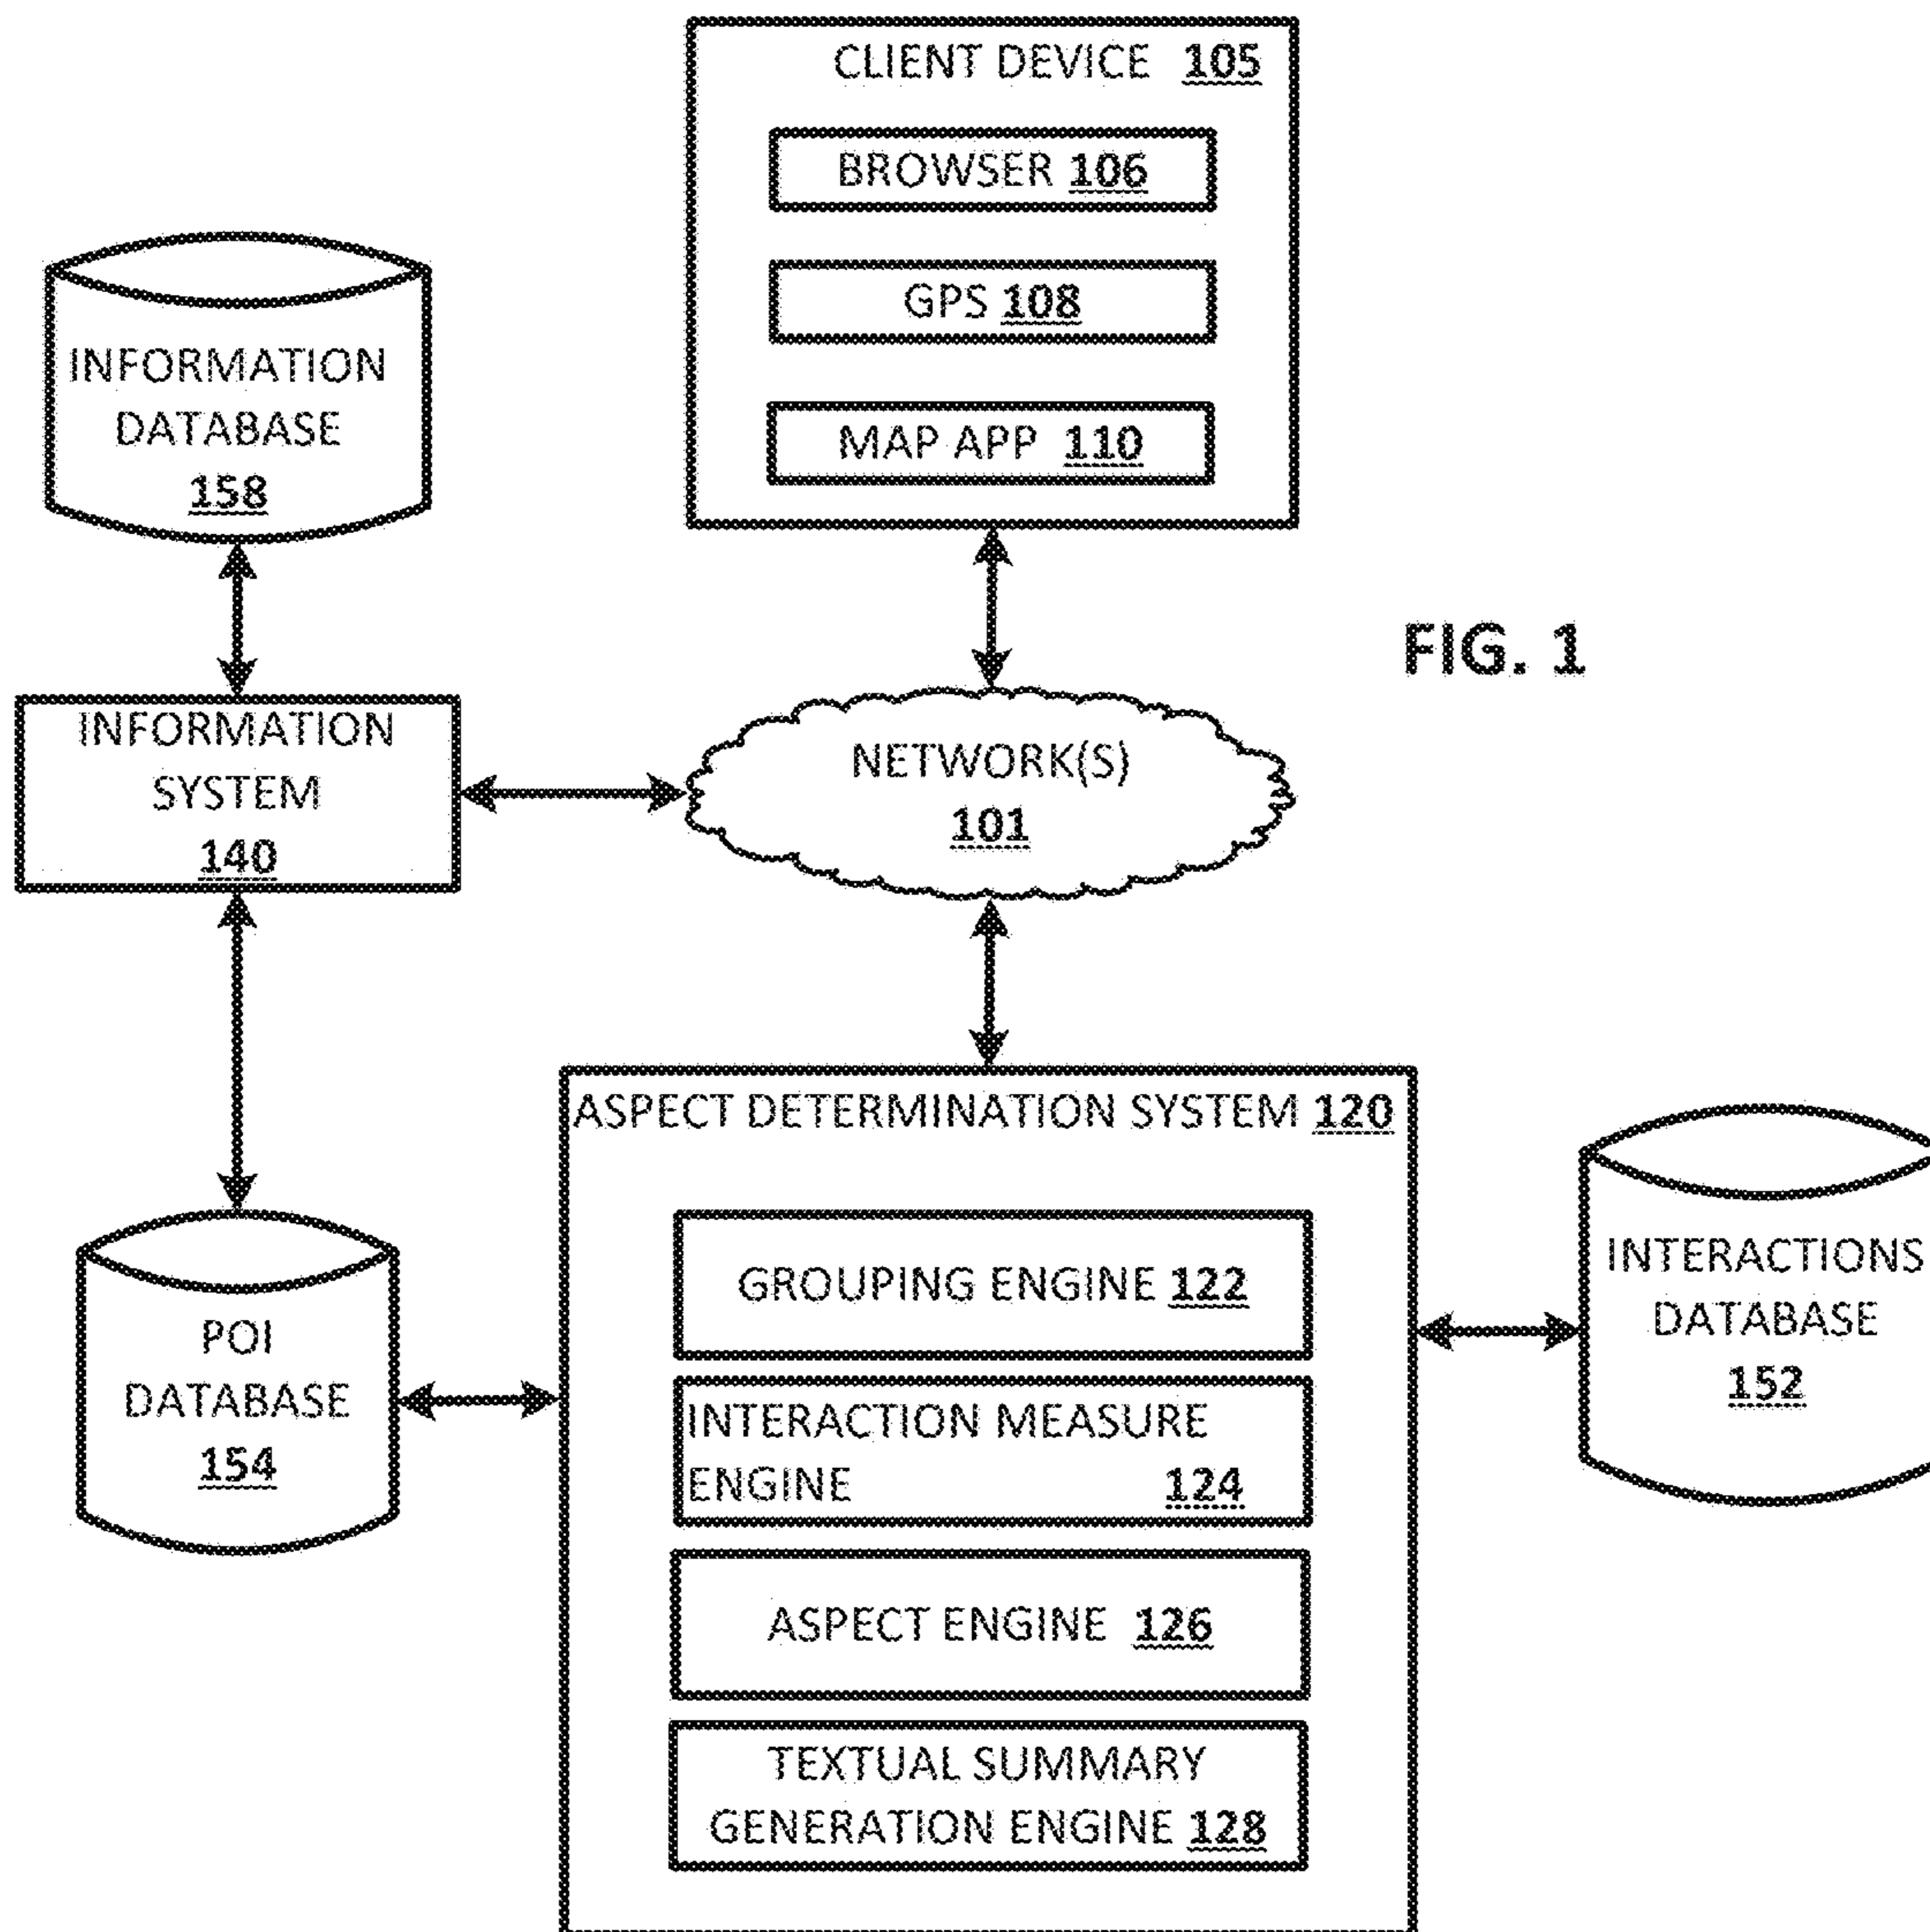 CLIENT DEVICE 105
BROWSER 106
GPS 108
MAP APP 110
INFORMATION
DATABASE
158
FIG. 1
INFORMATION
SYSTEM
140
NETWORK(S)
101
ASPECT DETERMINATION SYSTEM 120
GROUPING ENGINE 122
INTERACTION MEASURE
ENGINE 124
ASPECT ENGINE 126
TEXTUAL SUMMARY
GENERATION ENGINE 128
POI
DATABASE
154
INTERACTIONS
DATABASE
152